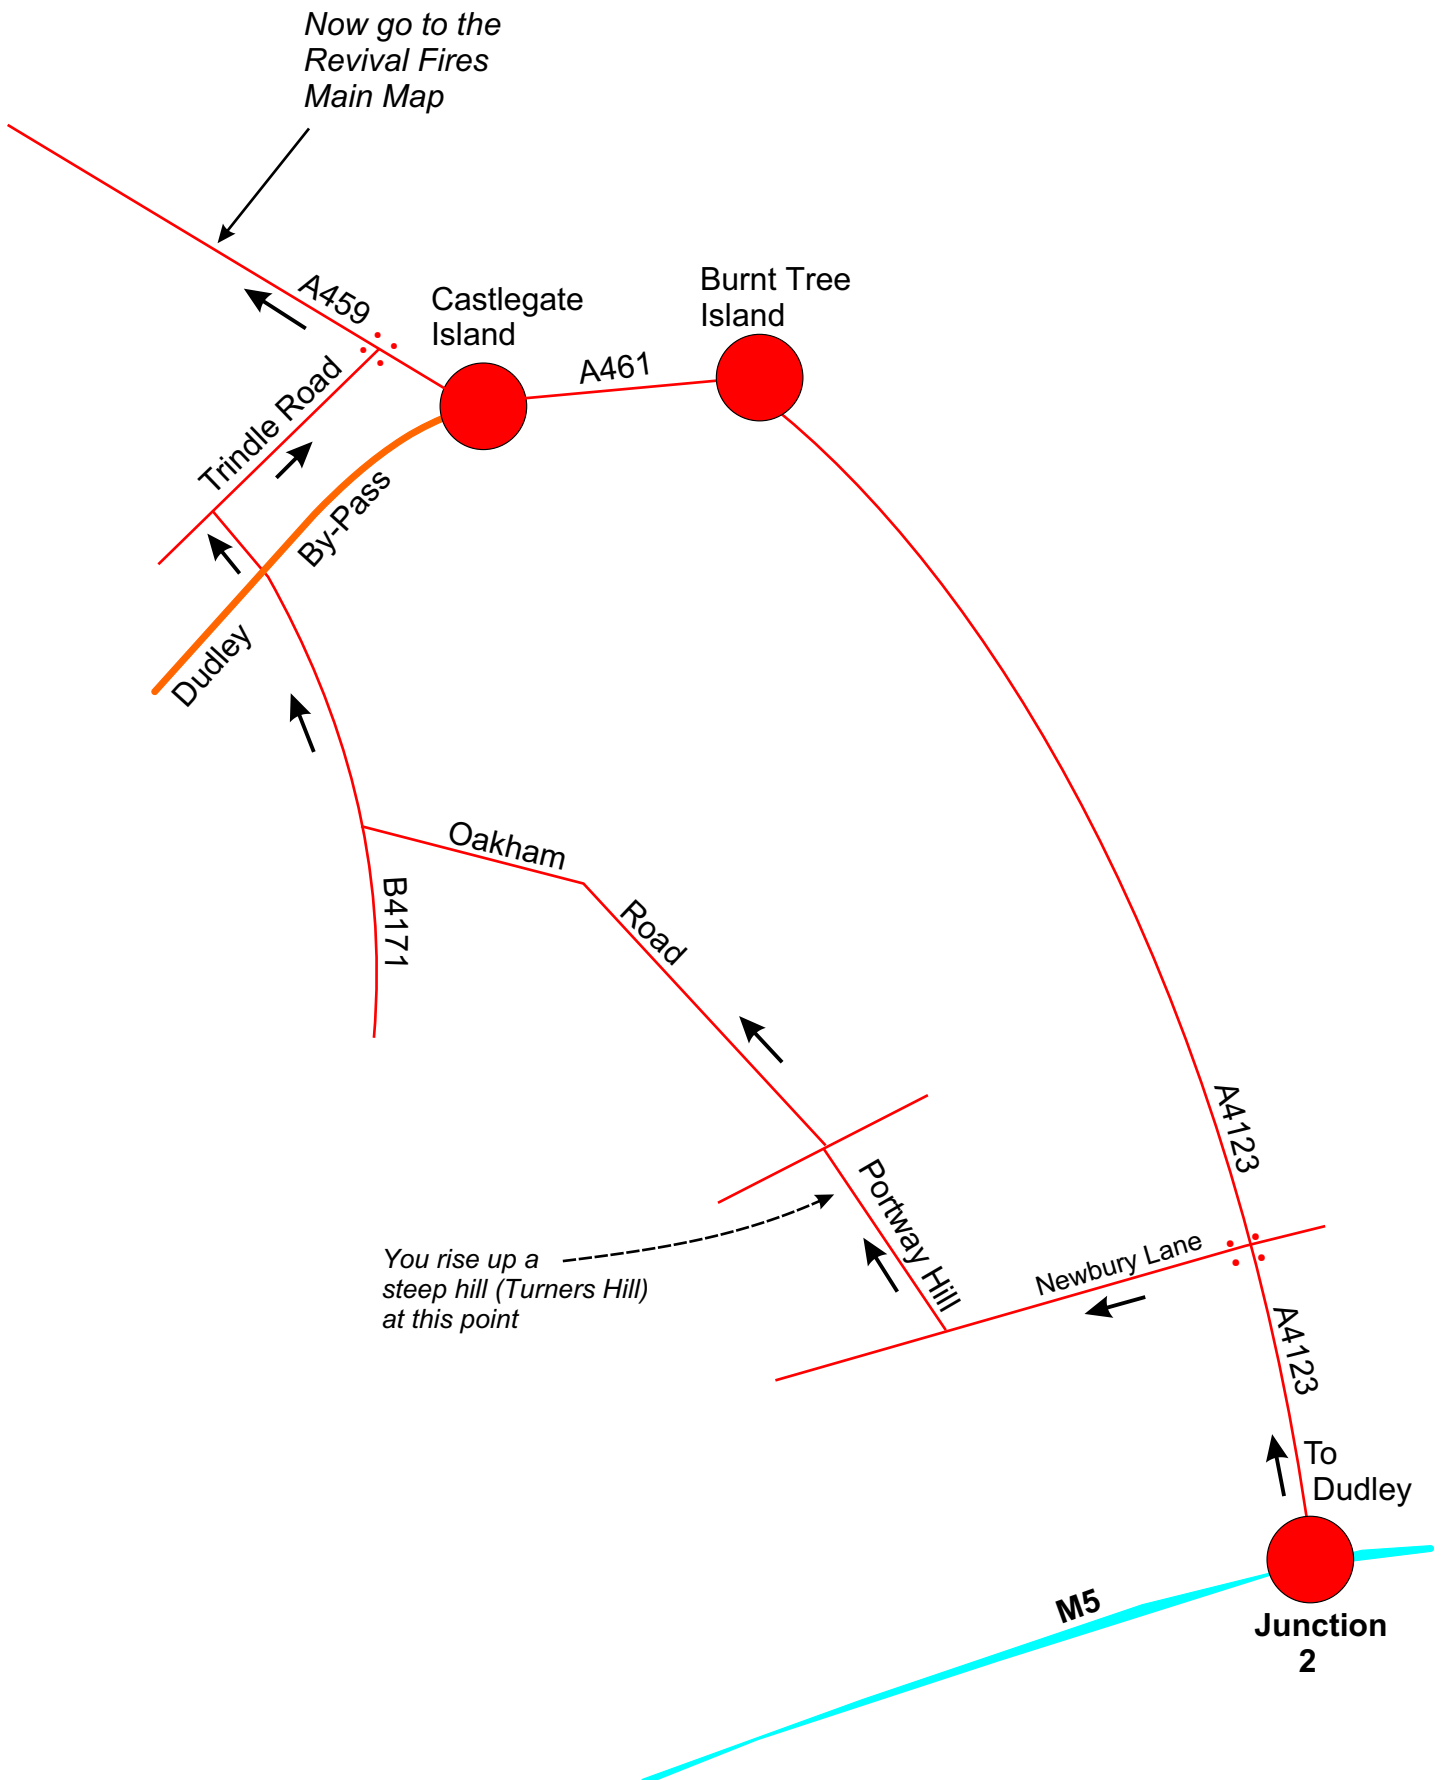 Now go to the
Revival Fires
Main Map
A459
Castlegate
Island
Burnt Tree
Island
A461
Trindle Road
By-Pass
Dudley
Oakham
Road
B4171
A4123
Portway Hill
Newbury Lane
You rise up a
steep hill (Turners Hill)
at this point
A4123
To
Dudley
M5
Junction
2